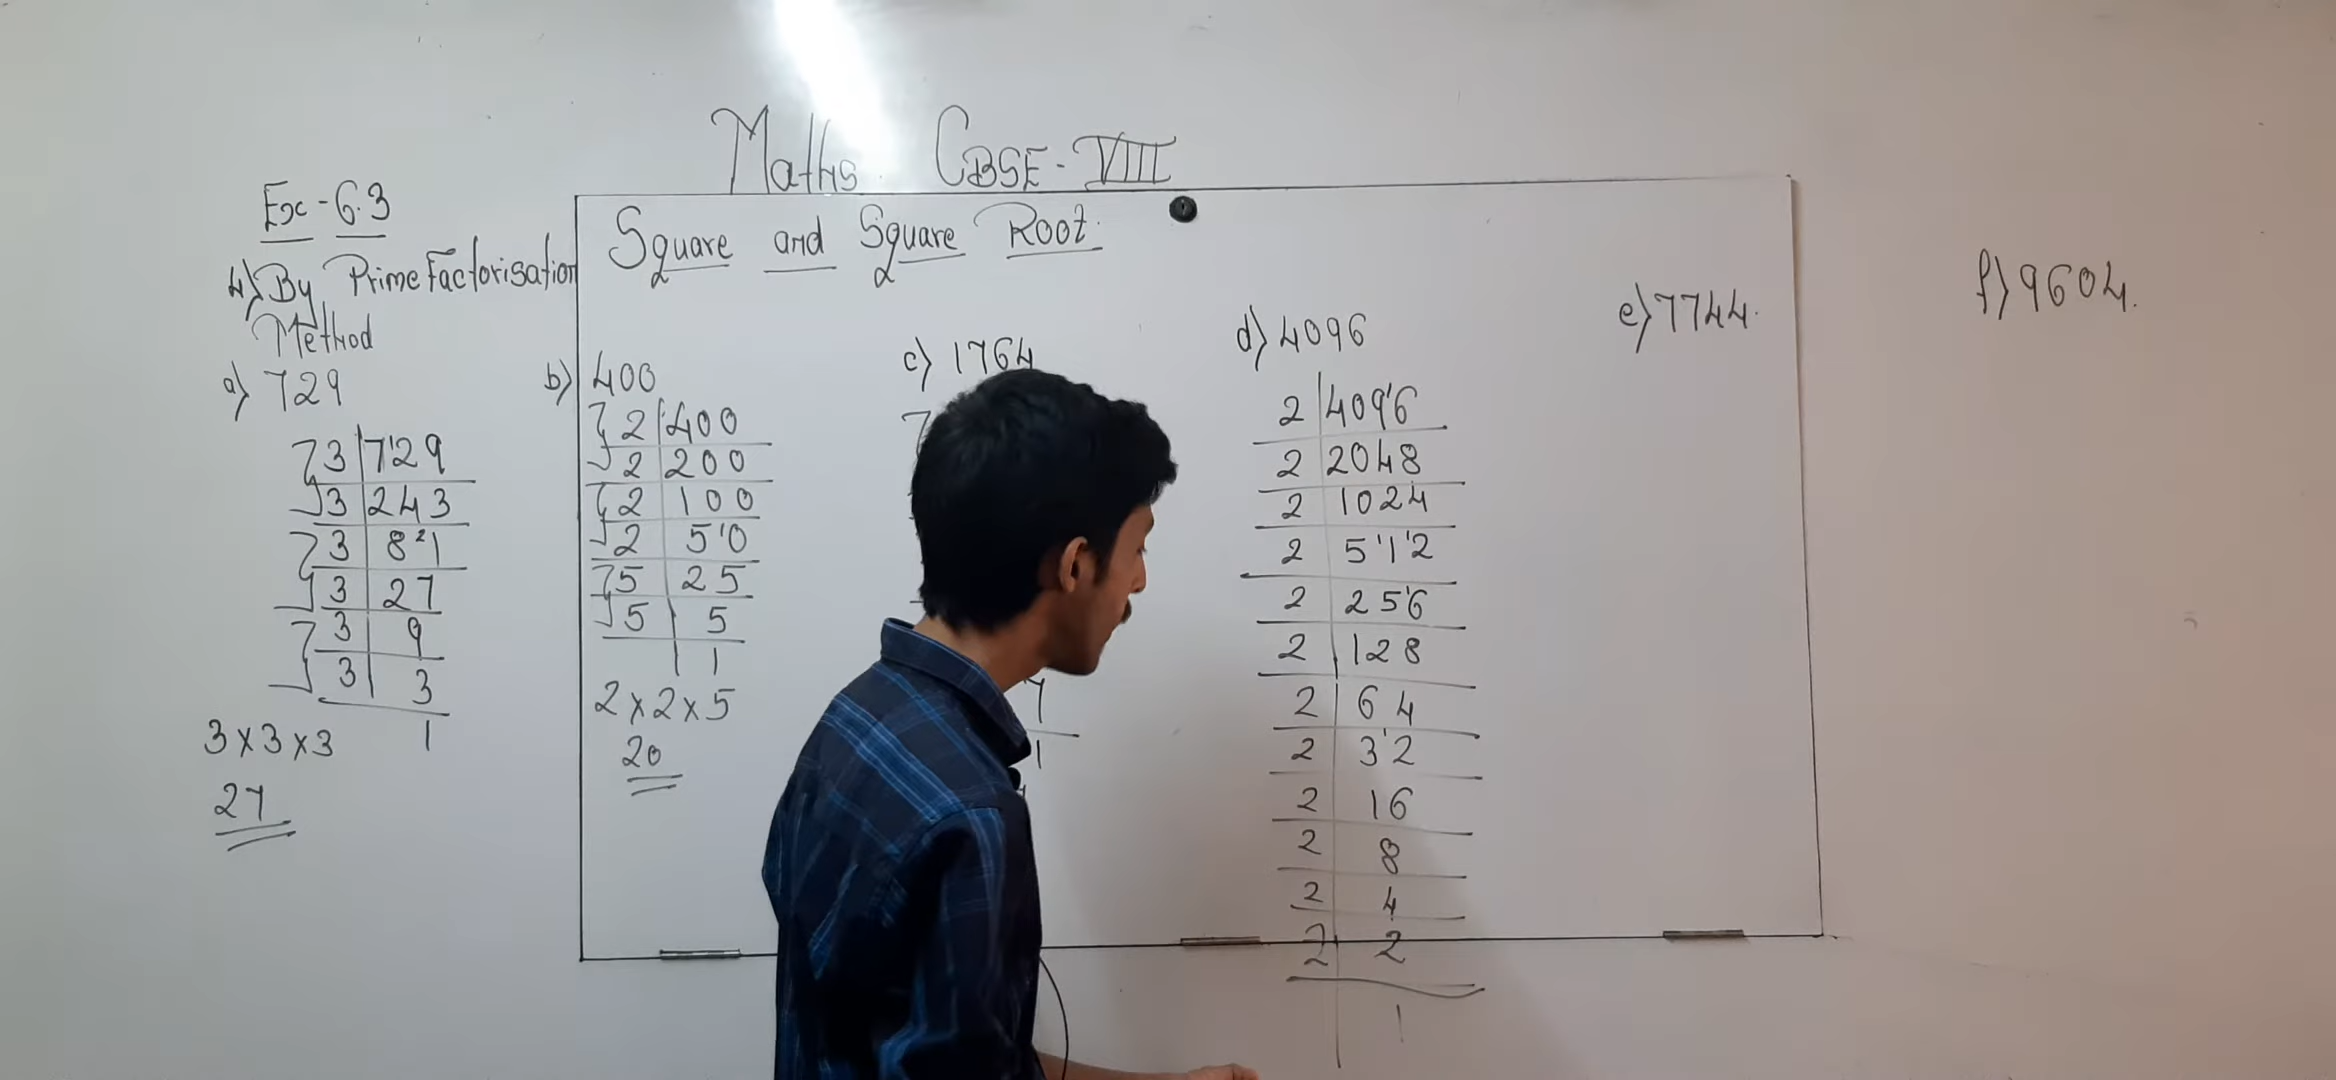 Maths CBSE-VIII
Square and Square Root.
Ex-6.3
4) By Prime Factorisation
Method
a) 729
3 | 729
3 | 243
3 | 81
3 | 27
3 | 9
3 | 3
1
3 x 3 x 3
27
b) 400
2 | 400
2 | 200
2 | 100
2 | 50
5 | 25
5 | 5
1
2 x 2 x 5
20
c) 1764
7
1
d) 4096
2 | 4096
2 | 2048
2 | 1024
2 | 512
2 | 256
2 | 128
2 | 64
2 | 32
2 | 16
2 | 8
2 | 4
2 | 2
1
e) 7744.
f) 9604.